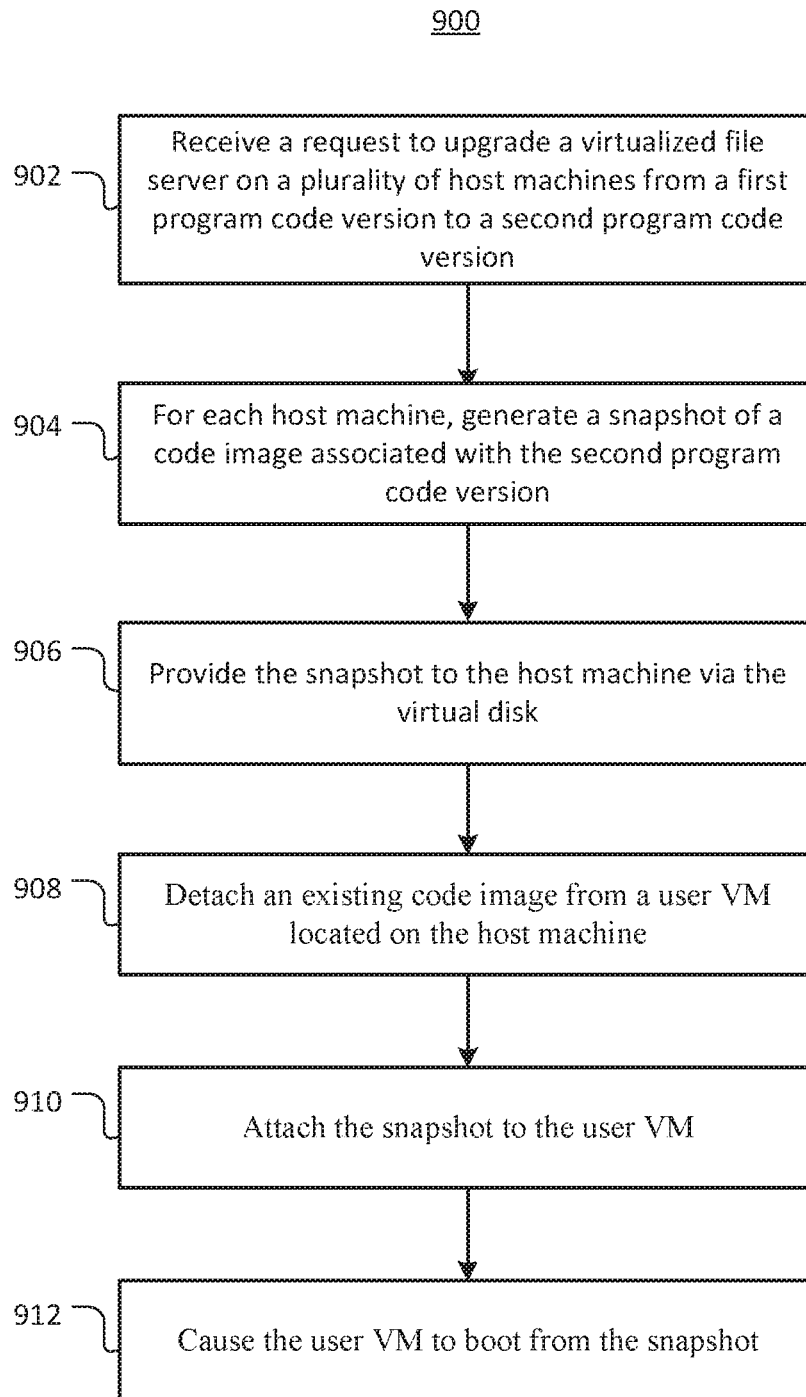 900
902
Receive a request to upgrade a virtualized file
server on a plurality of host machines from a first
program code version to a second program code
version
904
For each host machine, generate a snapshot of a
code image associated with the second program
code version
906
Provide the snapshot to the host machine via the
virtual disk
908
Detach an existing code image from a user VM
located on the host machine
910
Attach the snapshot to the user VM
912
Cause the user VM to boot from the snapshot